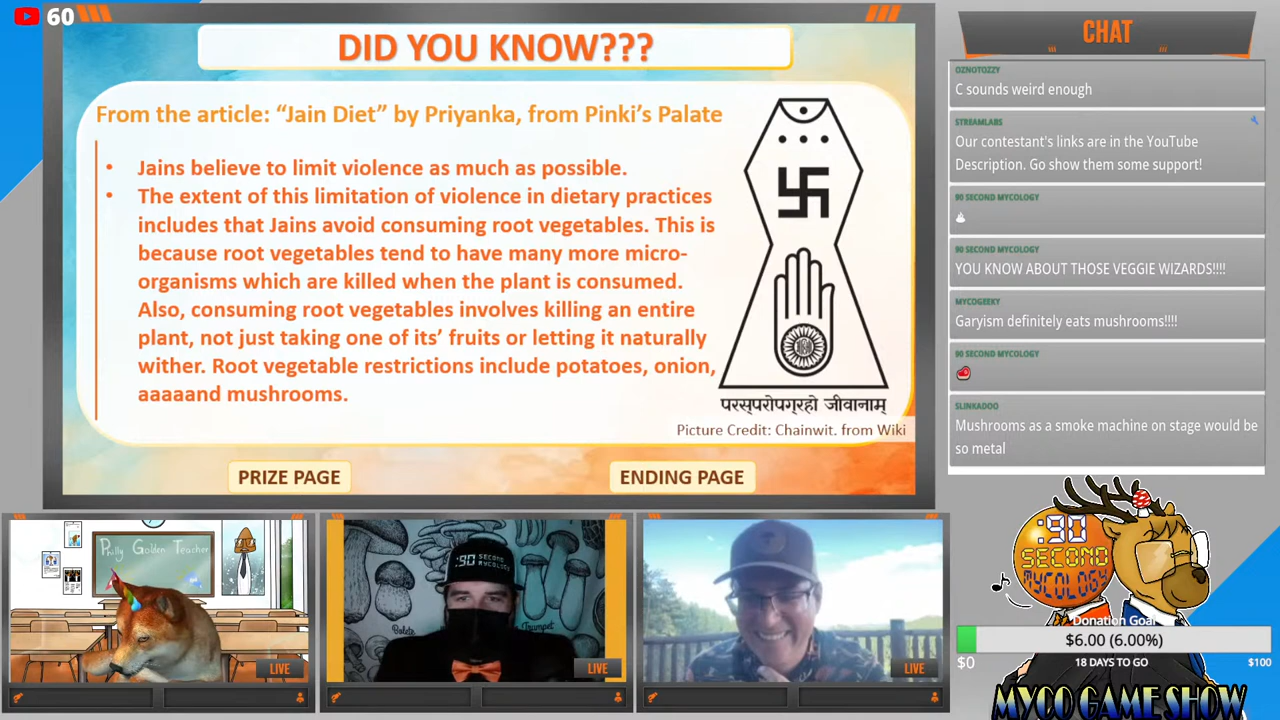 60
DID YOU KNOW???
From the article: “Jain Diet” by Priyanka, from Pinki’s Palate
• Jains believe to limit violence as much as possible.
• The extent of this limitation of violence in dietary practices
includes that Jains avoid consuming root vegetables. This is
because root vegetables tend to have many more micro-
organisms which are killed when the plant is consumed.
Also, consuming root vegetables involves killing an entire
plant, not just taking one of its’ fruits or letting it naturally
wither. Root vegetable restrictions include potatoes, onion,
aaaaand mushrooms.
परस्परोपग्रहो जीवानाम्
Picture Credit: Chainwit. from Wiki
PRIZE PAGE
ENDING PAGE
CHAT
OZNOTOZZY
C sounds weird enough
STREAMLABS
Our contestant's links are in the YouTube
Description. Go show them some support!
90 SECOND MYCOLOGY
90 SECOND MYCOLOGY
YOU KNOW ABOUT THOSE VEGGIE WIZARDS!!!!
MYCOGEEKY
Garyism definitely eats mushrooms!!!!
90 SECOND MYCOLOGY
SLINKADOO
Mushrooms as a smoke machine on stage would be
so metal
Philly Golden Teacher
LIVE
:90 SECOND
MYCOLOGY
Bolete
Trumpet
LIVE
LIVE
:90
SECOND
MYCOLOGY
Donation Goal
$6.00 (6.00%)
$0
18 DAYS TO GO
$100
MYCO GAME SHOW